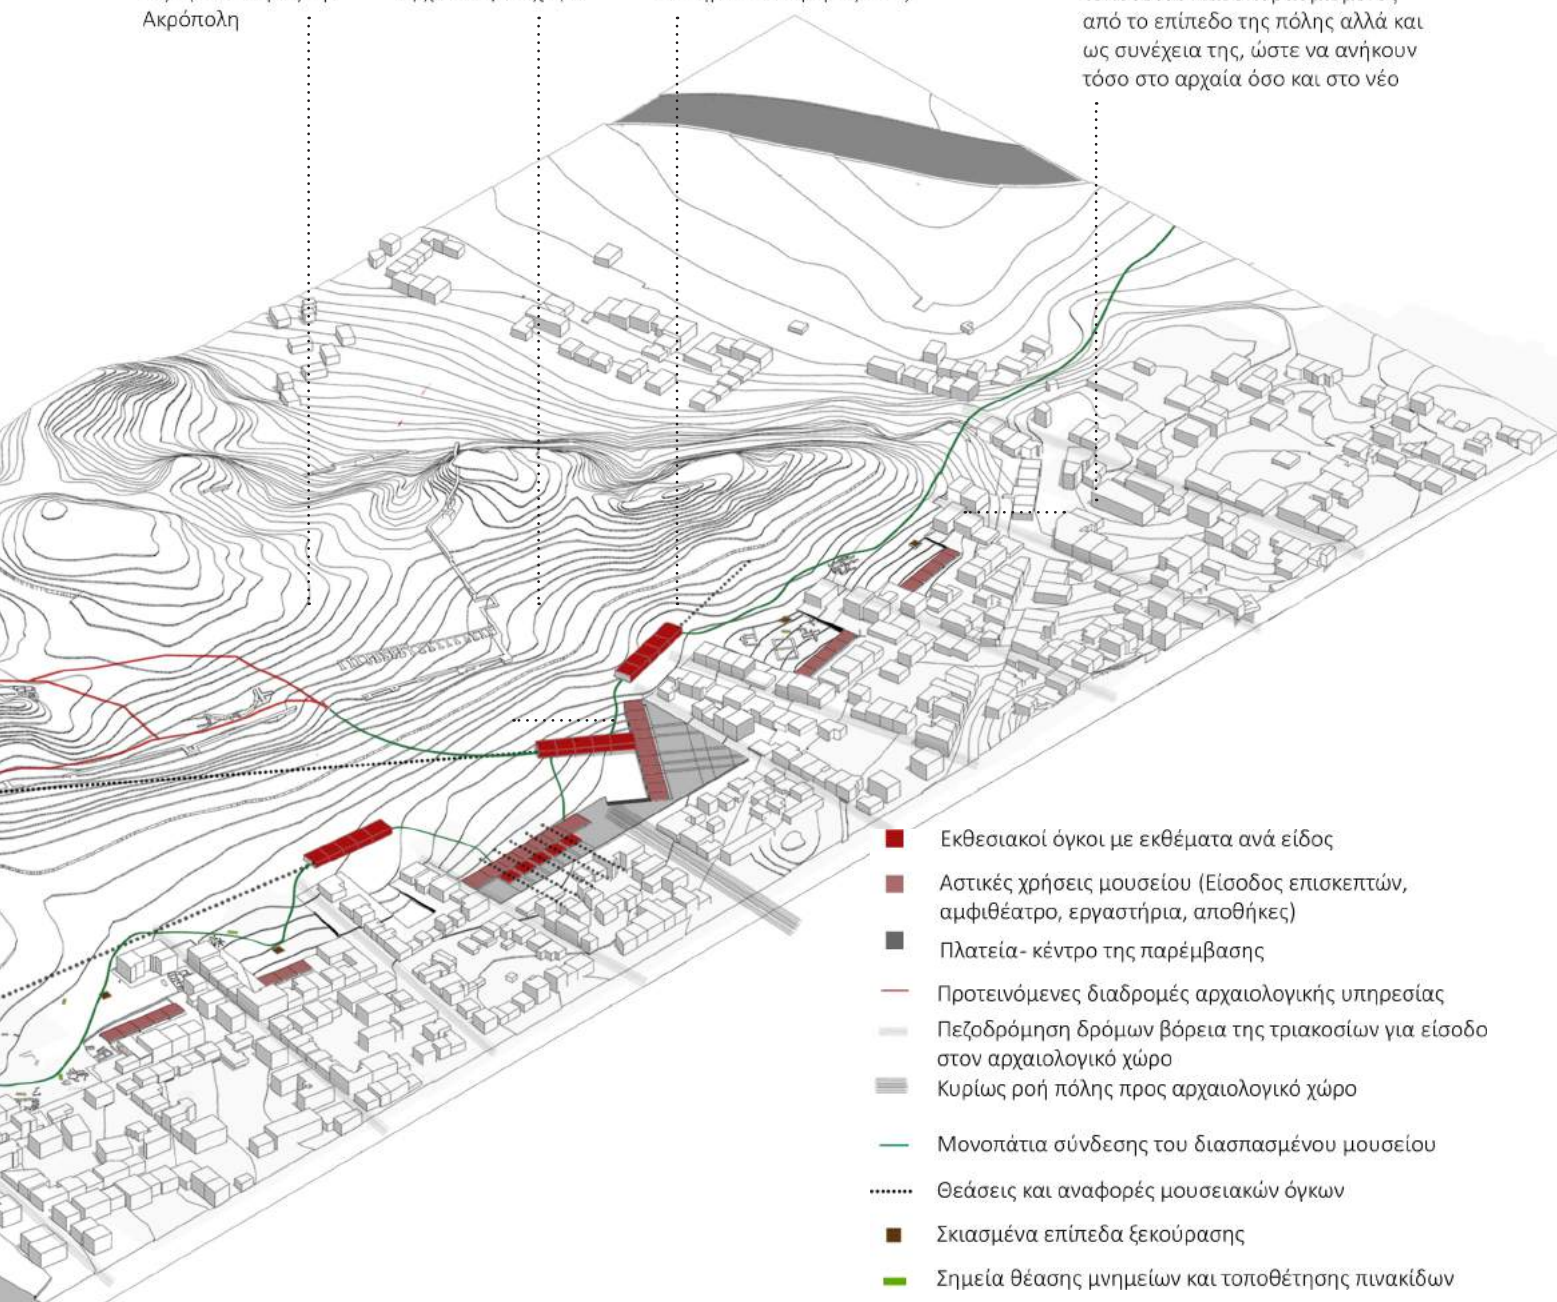 Ακρόπολη
από το επίπεδο της πόλης αλλά και
ως συνέχεια της, ώστε να ανήκουν
τόσο στο αρχαία όσο και στο νέο
Εκθεσιακοί όγκοι με εκθέματα ανά είδος
Αστικές χρήσεις μουσείου (Είσοδος επισκεπτών,
αμφιθέατρο, εργαστήρια, αποθήκες)
Πλατεία- κέντρο της παρέμβασης
Προτεινόμενες διαδρομές αρχαιολογικής υπηρεσίας
Πεζοδρόμηση δρόμων βόρεια της τριακοσίων για είσοδο
στον αρχαιολογικό χώρο
Κυρίως ροή πόλης προς αρχαιολογικό χώρο
Μονοπάτια σύνδεσης του διασπασμένου μουσείου
Θεάσεις και αναφορές μουσειακών όγκων
Σκιασμένα επίπεδα ξεκούρασης
Σημεία θέασης μνημείων και τοποθέτησης πινακίδων